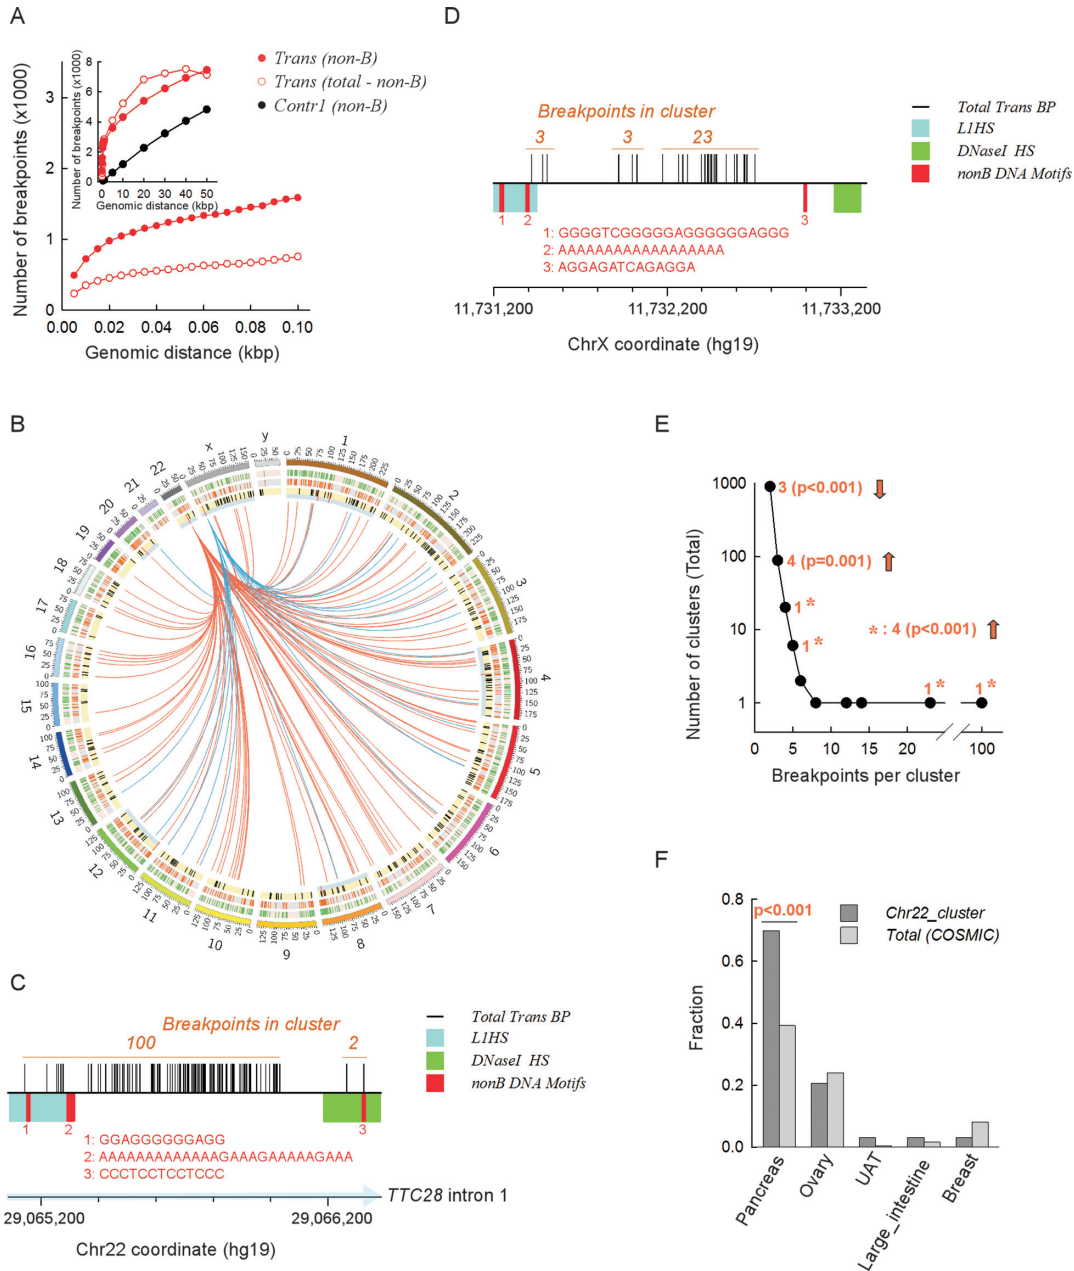 A
Number of breakpoints (x1000)
3
2
1
0
0.00 0.02 0.04 0.06 0.08 0.10
Genomic distance (kbp)
Number of breakpoints (x1000)
8
6
4
2
0
0 10 20 30 40 50
Genomic distance (kbp)
Trans (non-B)
Trans (total - non-B)
Contr1 (non-B)
D
Breakpoints in cluster
3 3 23
1 2 3
1: GGGGTCGGGGGAGGGGGGAGGG
2: AAAAAAAAAAAAAAAAAA
3: AGGAGATCAGAGGA
11,731,200 11,732,200 11,733,200
ChrX coordinate (hg19)
Total Trans BP
L1HS
DNaseI HS
nonB DNA Motifs
B
1
2
3
4
5
6
7
8
9
10
11
12
13
14
15
16
17
18
19
20
21
22
x
y
C
Breakpoints in cluster
100 2
1 2 3
1: GGAGGGGGGAGG
2: AAAAAAAAAAAAAGAAAGAAAAAGAAA
3: CCCTCCTCCTCCC
TTC28 intron 1
29,065,200 29,066,200
Chr22 coordinate (hg19)
Total Trans BP
L1HS
DNaseI HS
nonB DNA Motifs
E
Number of clusters (Total)
1000
100
10
1
3 (p<0.001)
4 (p=0.001)
1 *
1 *
* : 4 (p<0.001)
1 *
1 *
0 5 10 15 20 100
Breakpoints per cluster
F
Fraction
0.8
0.6
0.4
0.2
0.0
p<0.001
Chr22_cluster
Total (COSMIC)
Pancreas
Ovary
UAT
Large_intestine
Breast